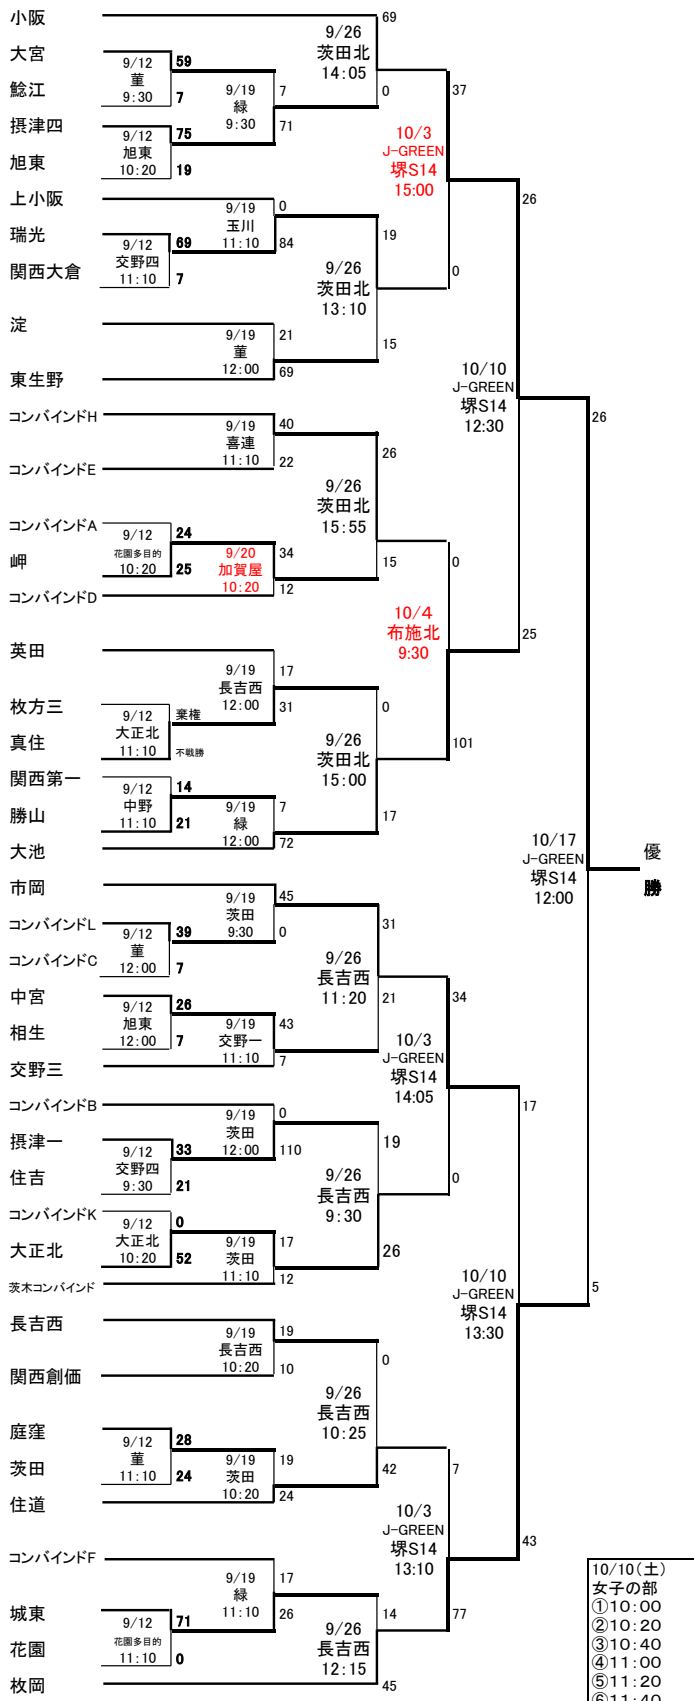 小阪
69
9/26
茨田北
14:05
大宮
9/12
菫
9:30
59
7
鯰江
9/19
緑
9:30
7
71
0
37
摂津四
9/12
旭東
10:20
75
19
旭東
10/3
J-GREEN
堺S14
15:00
26
上小阪
9/19
玉川
11:10
0
84
瑞光
9/12
交野四
11:10
69
7
関西大倉
19
9/26
茨田北
13:10
0
淀
9/19
菫
12:00
21
69
15
東生野
10/10
J-GREEN
堺S14
12:30
26
コンバインドH
9/19
喜連
11:10
40
22
コンバインドE
26
9/26
茨田北
15:55
コンバインドA
9/12
花園多目的
10:20
24
25
岬
9/20
加賀屋
10:20
34
12
15
0
コンバインドD
10/4
布施北
9:30
25
英田
9/19
長吉西
12:00
17
31
枚方三
9/12
大正北
11:10
棄権
不戦勝
真住
0
9/26
茨田北
15:00
101
関西第一
9/12
中野
11:10
14
21
勝山
9/19
緑
12:00
7
72
17
大池
10/17
J-GREEN
堺S14
12:00
優
勝
市岡
9/19
茨田
9:30
45
0
コンバインドL
9/12
菫
12:00
39
7
コンバインドC
31
9/26
長吉西
11:20
21
34
中宮
9/12
旭東
12:00
26
7
相生
9/19
交野一
11:10
43
7
交野三
10/3
J-GREEN
堺S14
14:05
17
コンバインドB
9/19
茨田
12:00
0
110
摂津一
9/12
交野四
9:30
33
21
住吉
19
9/26
長吉西
9:30
0
コンバインドK
9/12
大正北
10:20
0
52
大正北
9/19
茨田
11:10
17
12
26
茨木コンバインド
10/10
J-GREEN
堺S14
13:30
5
長吉西
9/19
長吉西
10:20
19
10
関西創価
0
9/26
長吉西
10:25
庭窪
9/12
菫
11:10
28
24
茨田
9/19
茨田
10:20
19
24
42
7
住道
10/3
J-GREEN
堺S14
13:10
43
コンバインドF
9/19
緑
11:10
17
26
城東
9/12
花園多目的
11:10
71
0
花園
14
9/26
長吉西
12:15
77
枚岡
45
10/10(土)
女子の部
①10:00
②10:20
③10:40
④11:00
⑤11:20
⑥11:40